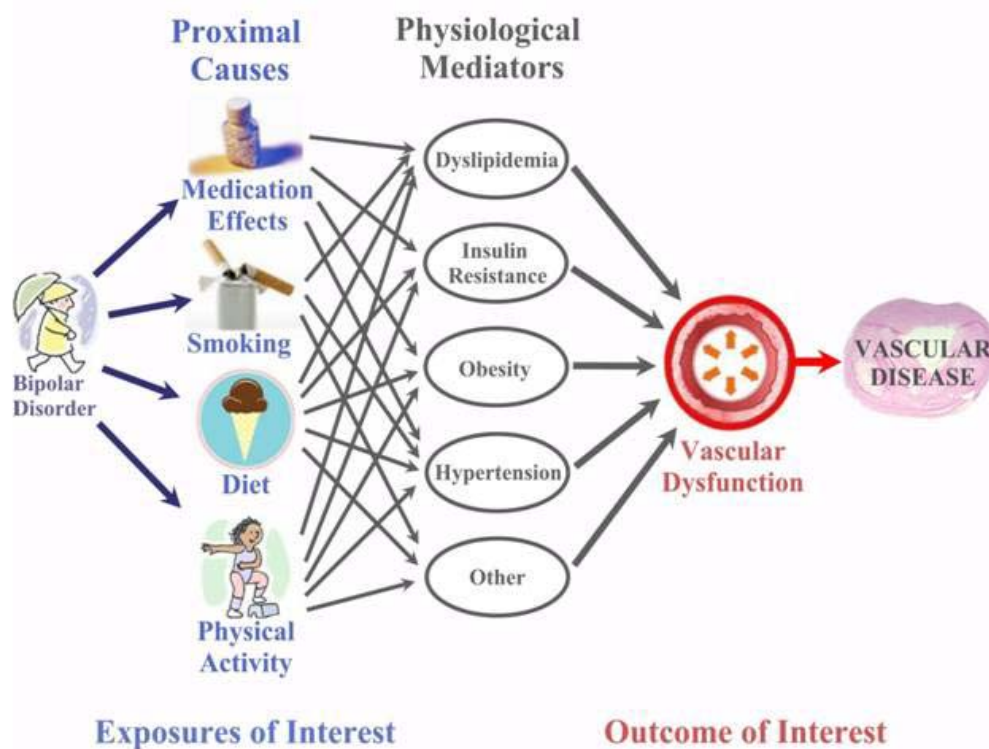 Proximal
Causes
Physiological
Mediators
Medication
Effects
Smoking
Diet
Physical
Activity
Bipolar
Disorder
Dyslipidemia
Insulin
Resistance
Obesity
Hypertension
Other
Vascular
Dysfunction
VASCULAR
DISEASE
Exposures of Interest
Outcome of Interest